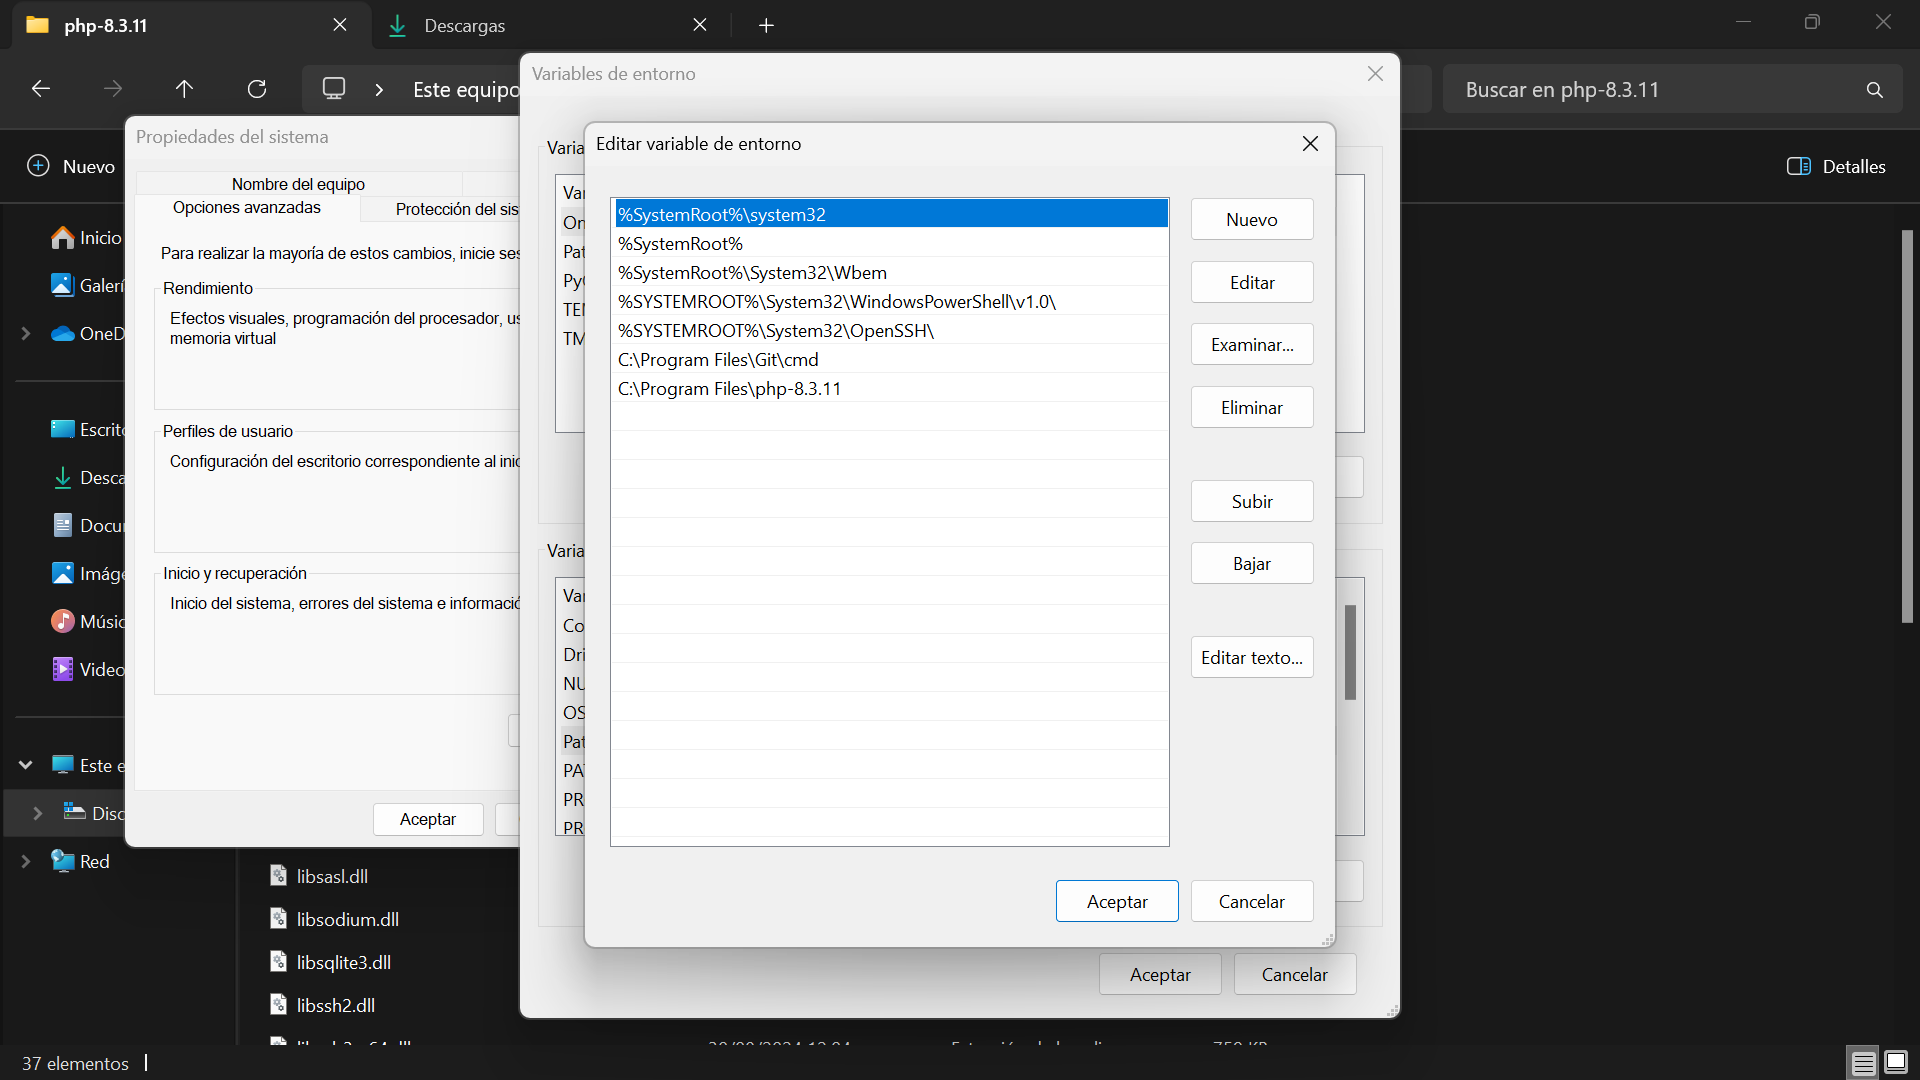 php-8.3.11
Descargas
Este equipo
Buscar en php-8.3.11
Nuevo
Detalles
Inicio
Galerí
OneD
Escrito
Desca
Docur
Imáge
Músic
Video
Este e
Disc
Red
Propiedades del sistema
Nombre del equipo
Opciones avanzadas
Protección del sis
Para realizar la mayoría de estos cambios, inicie ses
Rendimiento
Efectos visuales, programación del procesador, us
memoria virtual
Perfiles de usuario
Configuración del escritorio correspondiente al inic
Inicio y recuperación
Inicio del sistema, errores del sistema e informació
Aceptar
libsasl.dll
libsodium.dll
libsqlite3.dll
libssh2.dll
Variables de entorno
Varia
Var
On
Pat
Py
TE
TM
Varia
Var
Co
Dri
NU
OS
Pat
PA
PR
PR
Aceptar
Cancelar
Editar variable de entorno
%SystemRoot%\system32
%SystemRoot%
%SystemRoot%\System32\Wbem
%SYSTEMROOT%\System32\WindowsPowerShell\v1.0\
%SYSTEMROOT%\System32\OpenSSH\
C:\Program Files\Git\cmd
C:\Program Files\php-8.3.11
Nuevo
Editar
Examinar...
Eliminar
Subir
Bajar
Editar texto...
Aceptar
Cancelar
37 elementos